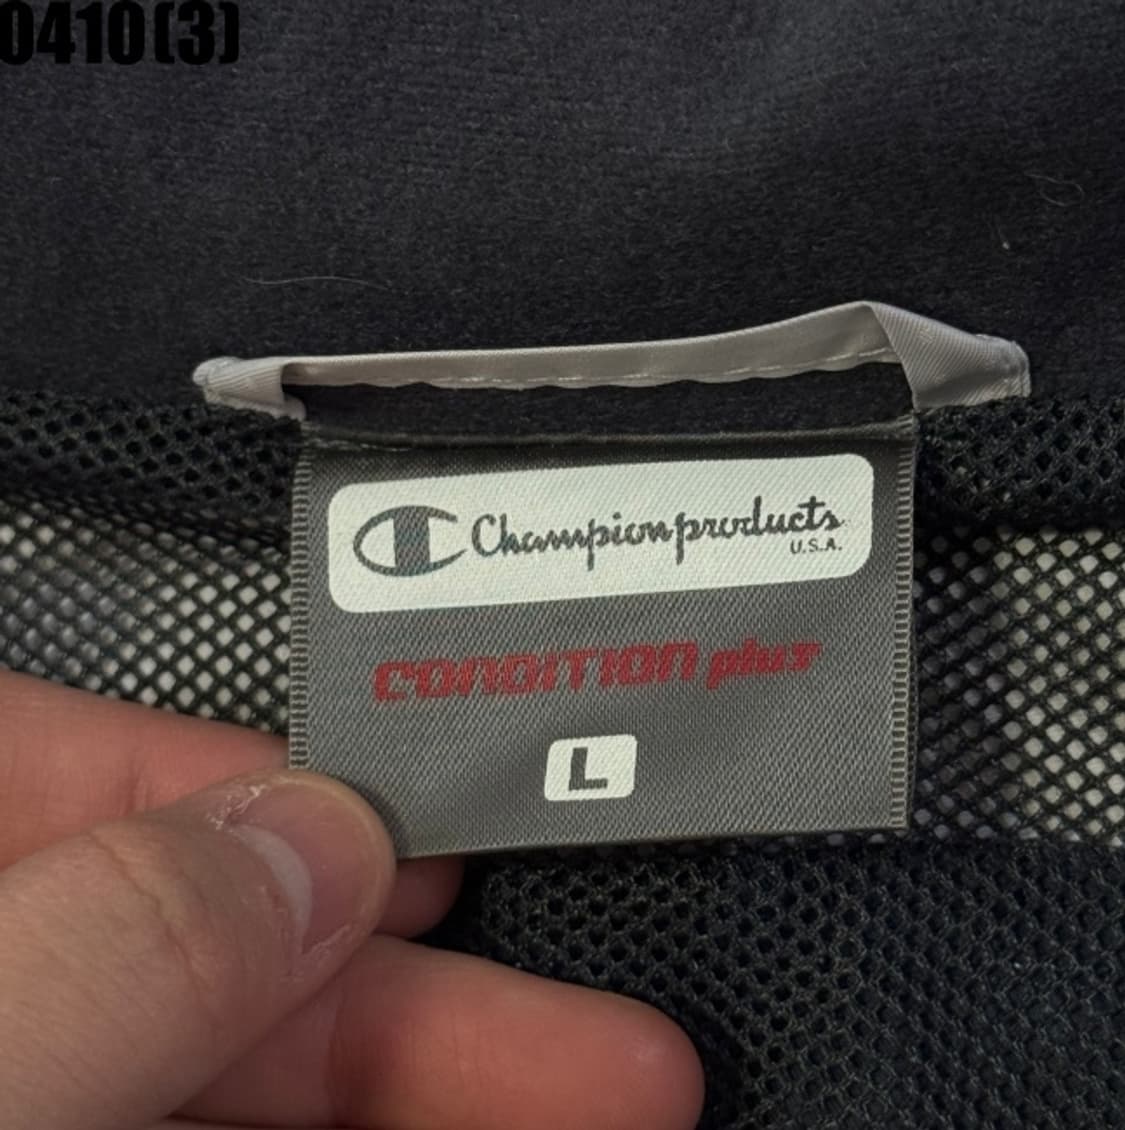 0410(3)
Champion products
U.S.A.
CONDITION plus
L